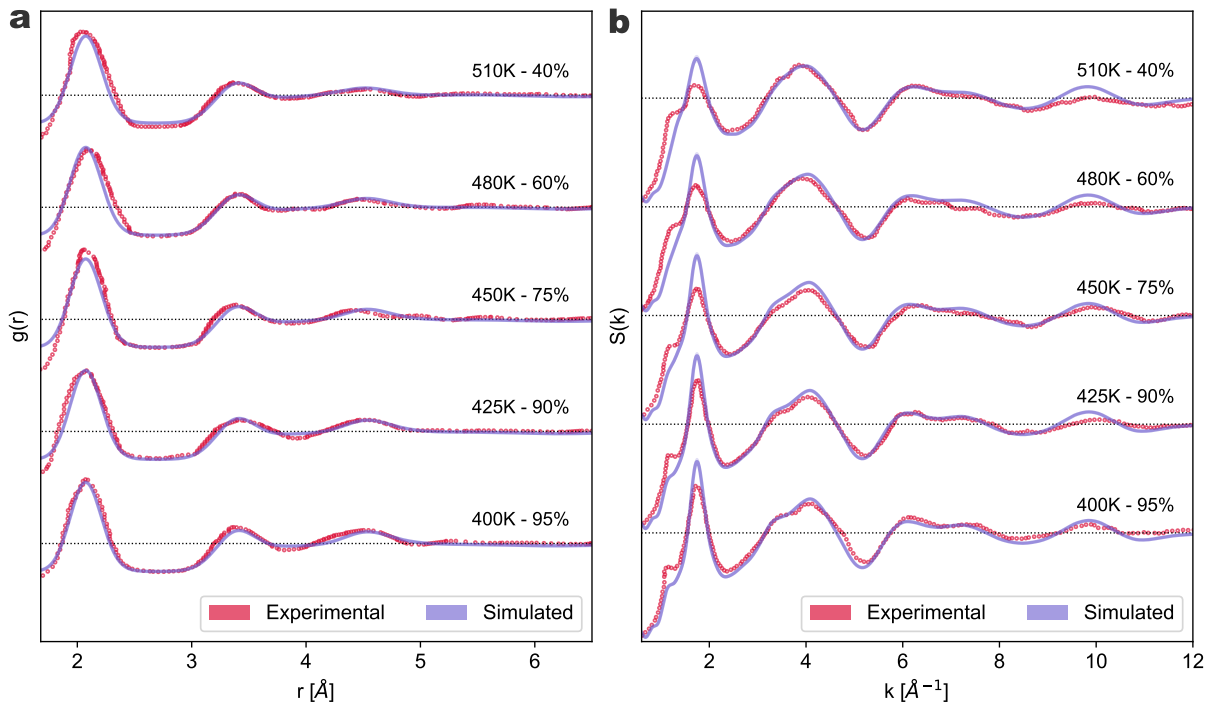 a
510K - 40%
480K - 60%
450K - 75%
425K - 90%
400K - 95%
g(r)
Experimental
Simulated
2 3 4 5 6
r [Å]
b
510K - 40%
480K - 60%
450K - 75%
425K - 90%
400K - 95%
S(k)
Experimental
Simulated
2 4 6 8 10 12
k [Å⁻¹]